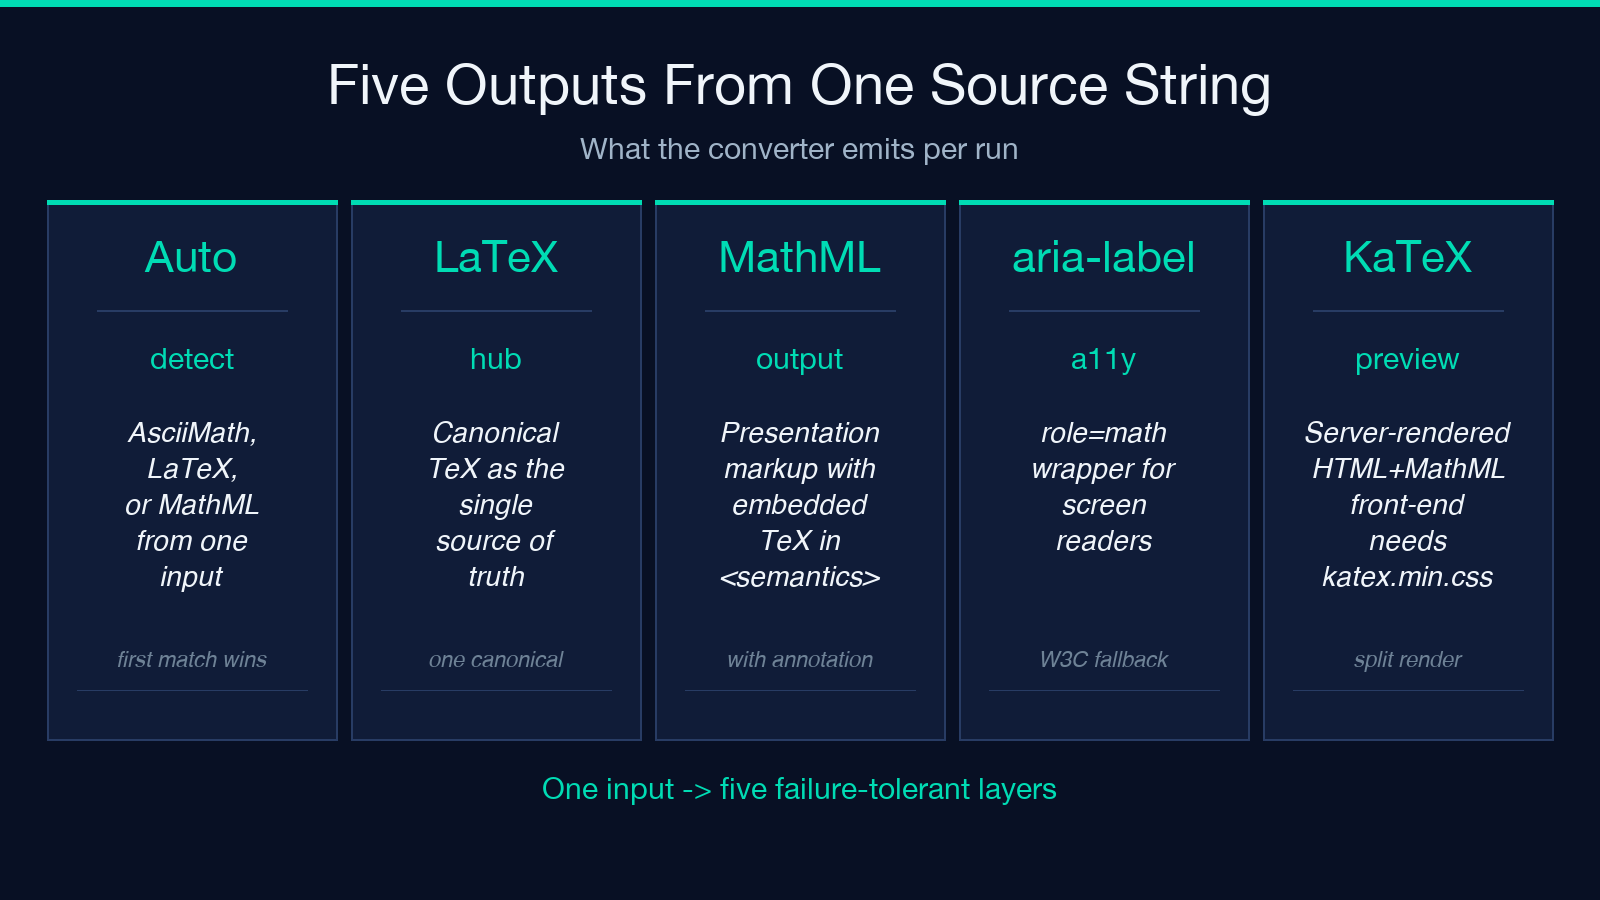 Five Outputs From One Source String
What the converter emits per run
Auto
detect
AsciiMath,
LaTeX,
or MathML
from one
input
first match wins
LaTeX
hub
Canonical
TeX as the
single
source of
truth
one canonical
MathML
output
Presentation
markup with
embedded
TeX in
<semantics>
with annotation
aria-label
a11y
role=math
wrapper for
screen
readers
W3C fallback
KaTeX
preview
Server-rendered
HTML+MathML
front-end
needs
katex.min.css
split render
One input -> five failure-tolerant layers